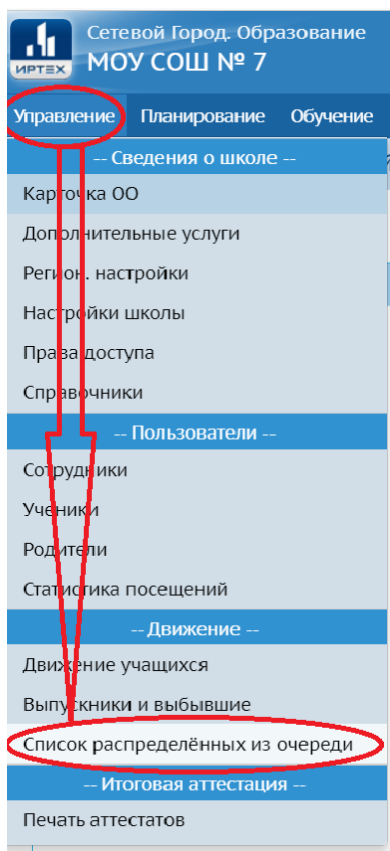 Сетевой Город. Образование
ИРТЕХ
МОУ СОШ № 7
Управление Планирование Обучение
-- Сведения о школе --
Карточка ОО
Дополнительные услуги
Регион. настройки
Настройки школы
Права доступа
Справочники
-- Пользователи --
Сотрудники
Ученики
Родители
Статистика посещений
-- Движение --
Движение учащихся
Выпускники и выбывшие
Список распределённых из очереди
-- Итоговая аттестация --
Печать аттестатов